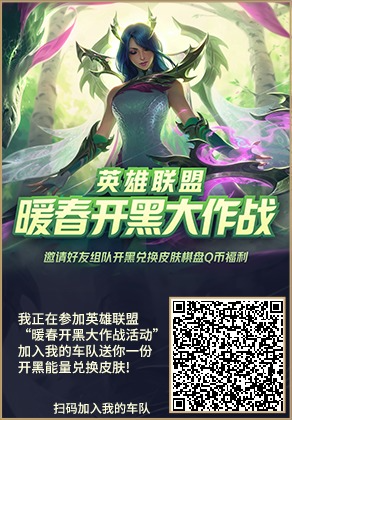 英雄联盟
暖春开黑大作战
邀请好友组队开黑兑换皮肤棋盘Q币福利
我正在参加英雄联盟
“暖春开黑大作战活动”
加入我的车队送你一份
开黑能量兑换皮肤!
扫码加入我的车队